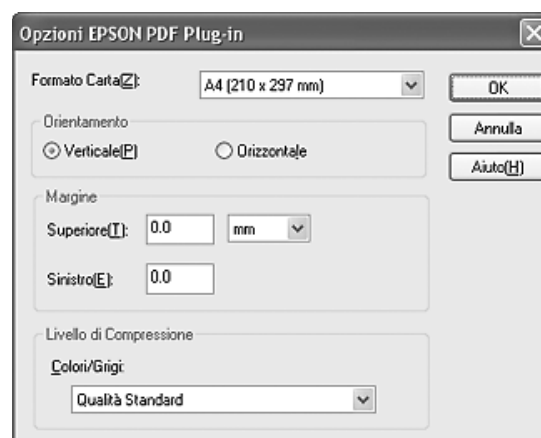 Opzioni EPSON PDF Plug-in
Formato Carta(Z):
A4 (210 x 297 mm)
OK
Annulla
Aiuto(H)
Orientamento
Verticale(P)
Orizzontale
Margine
Superiore(T):
0.0
mm
Sinistro(E):
0.0
Livello di Compressione
Colori/Grigi:
Qualità Standard